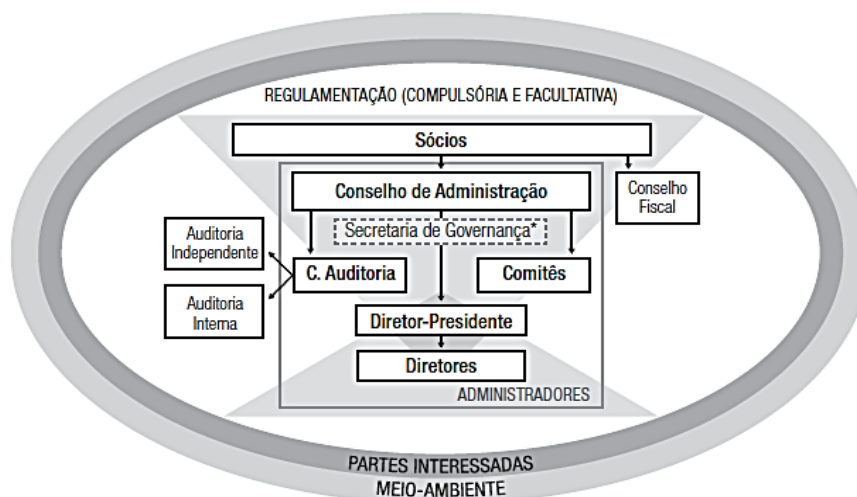 REGULAMENTAÇÃO (COMPULSÓRIA E FACULTATIVA)
Sócios
Conselho de Administração
Conselho
Fiscal
Secretaria de Governança*
Auditoria
Independente
C. Auditoria
Comitês
Auditoria
Interna
Diretor-Presidente
Diretores
ADMINISTRADORES
PARTES INTERESSADAS
MEIO-AMBIENTE